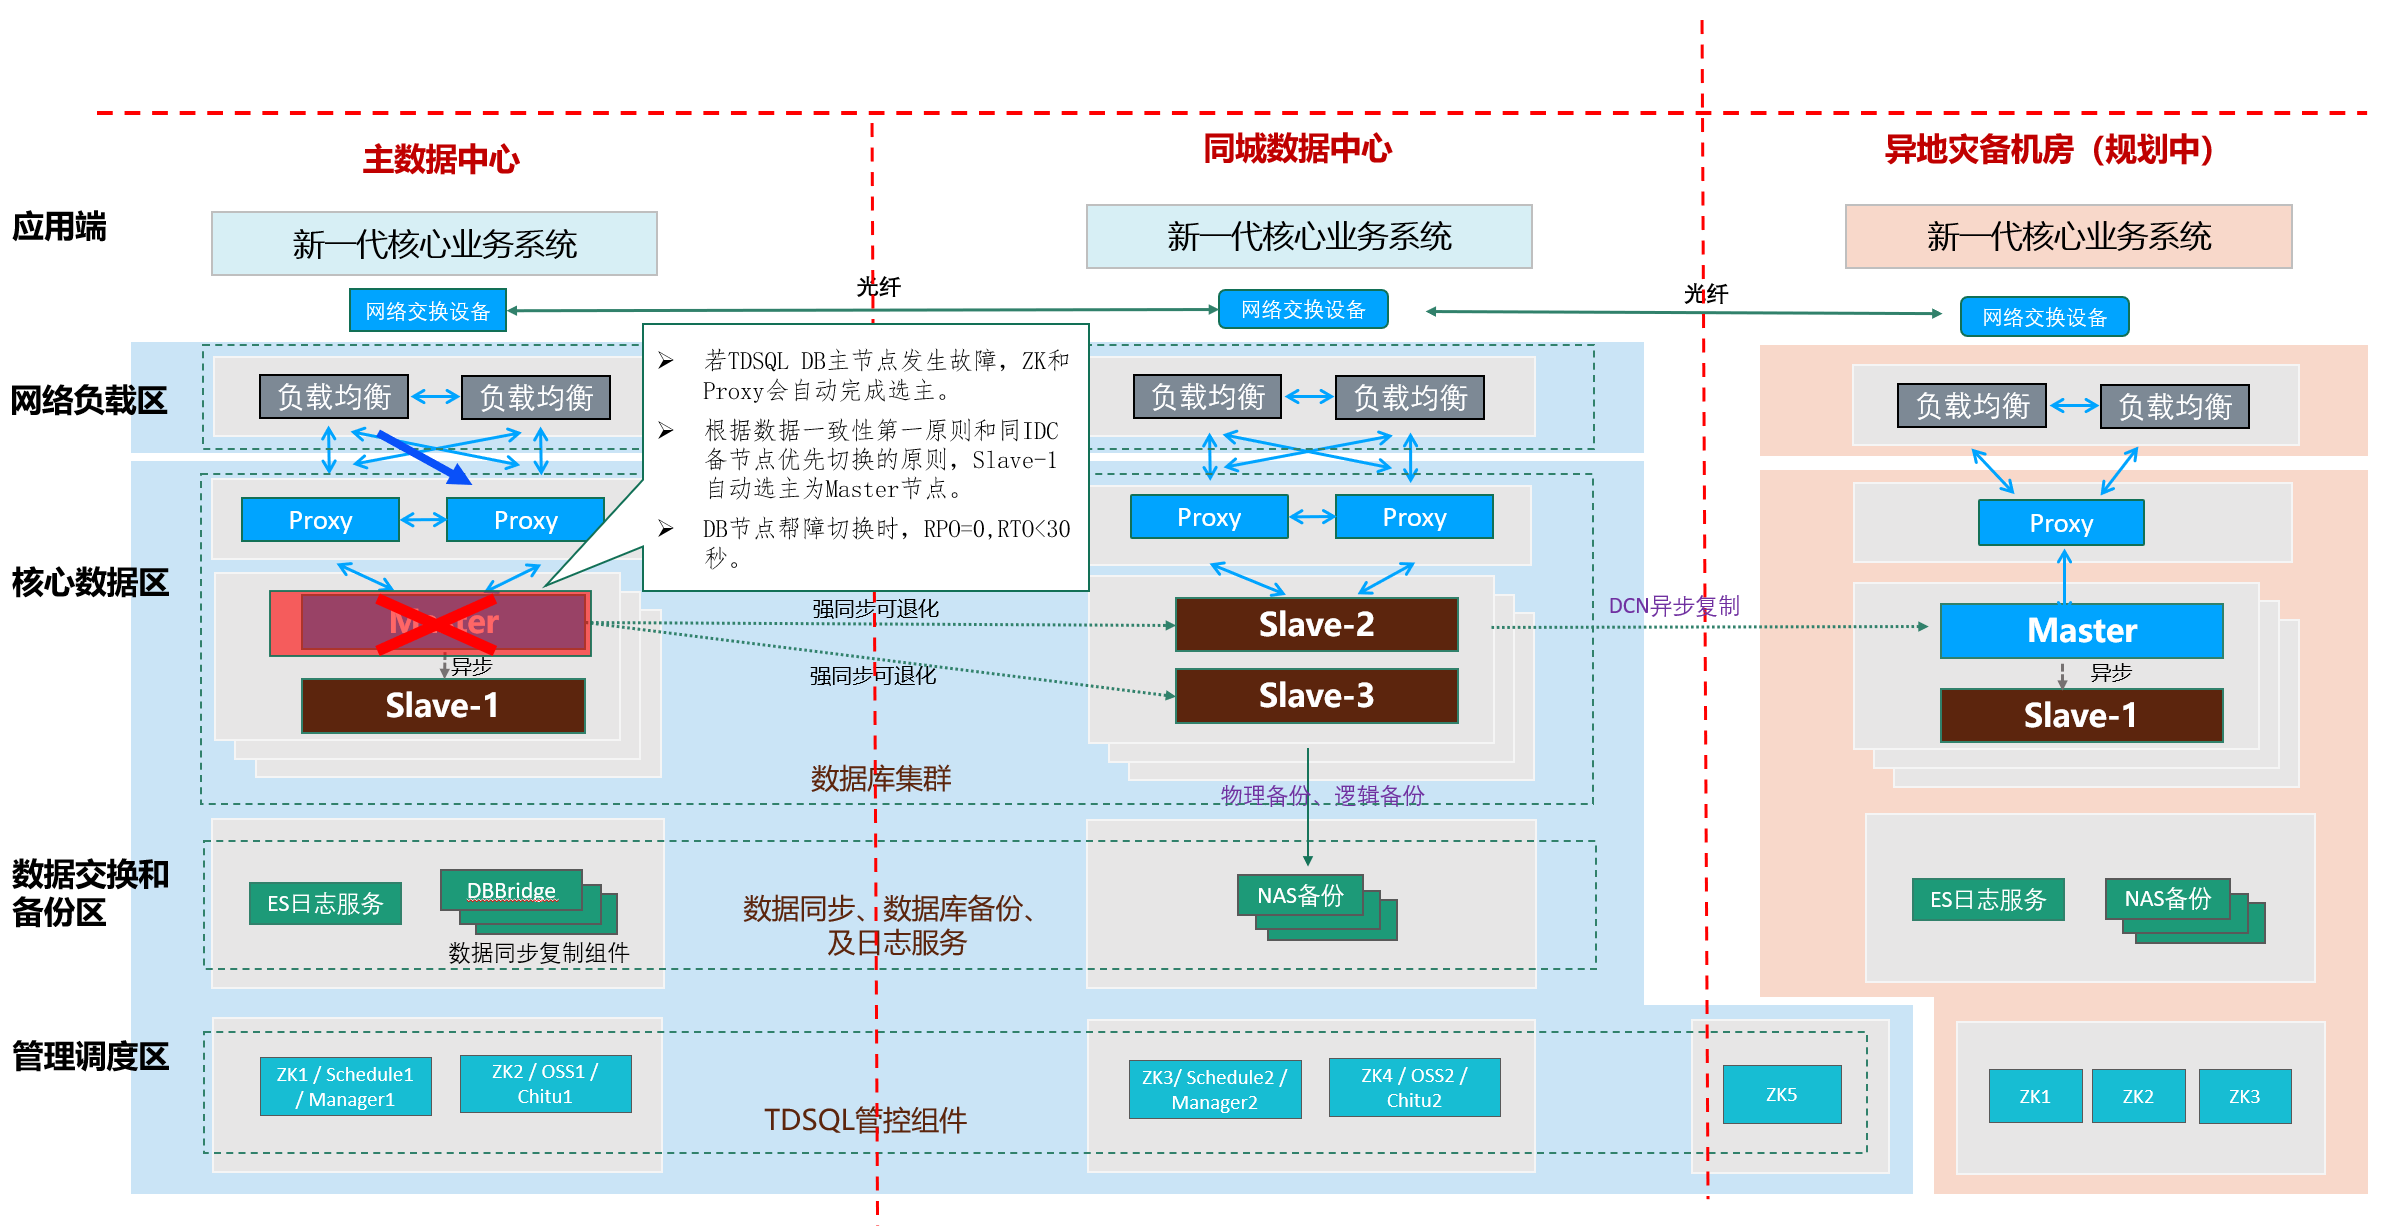 主数据中心
同城数据中心
异地灾备机房（规划中）
应用端
新一代核心业务系统
新一代核心业务系统
新一代核心业务系统
光纤
光纤
网络交换设备
网络交换设备
网络交换设备
网络负载区
负载均衡
负载均衡
负载均衡
负载均衡
负载均衡
负载均衡
➢ 若TDSQL DB主节点发生故障，ZK和
Proxy会自动完成选主。
➢ 根据数据一致性第一原则和同IDC
备节点优先切换的原则，Slave-1
自动选主为Master节点。
➢ DB节点帮障切换时，RPO=0,RTO<30
秒。
Proxy
Proxy
Proxy
Proxy
Proxy
核心数据区
Master
异步
Slave-1
强同步可退化
强同步可退化
Slave-2
Slave-3
DCN异步复制
Master
异步
Slave-1
数据库集群
物理备份、逻辑备份
数据交换和
备份区
ES日志服务
DBBridge
数据同步复制组件
数据同步、数据库备份、
及日志服务
NAS备份
ES日志服务
NAS备份
管理调度区
ZK1 / Schedule1
/ Manager1
ZK2 / OSS1 /
Chitu1
TDSQL管控组件
ZK3/ Schedule2 /
Manager2
ZK4 / OSS2 /
Chitu2
ZK5
ZK1
ZK2
ZK3